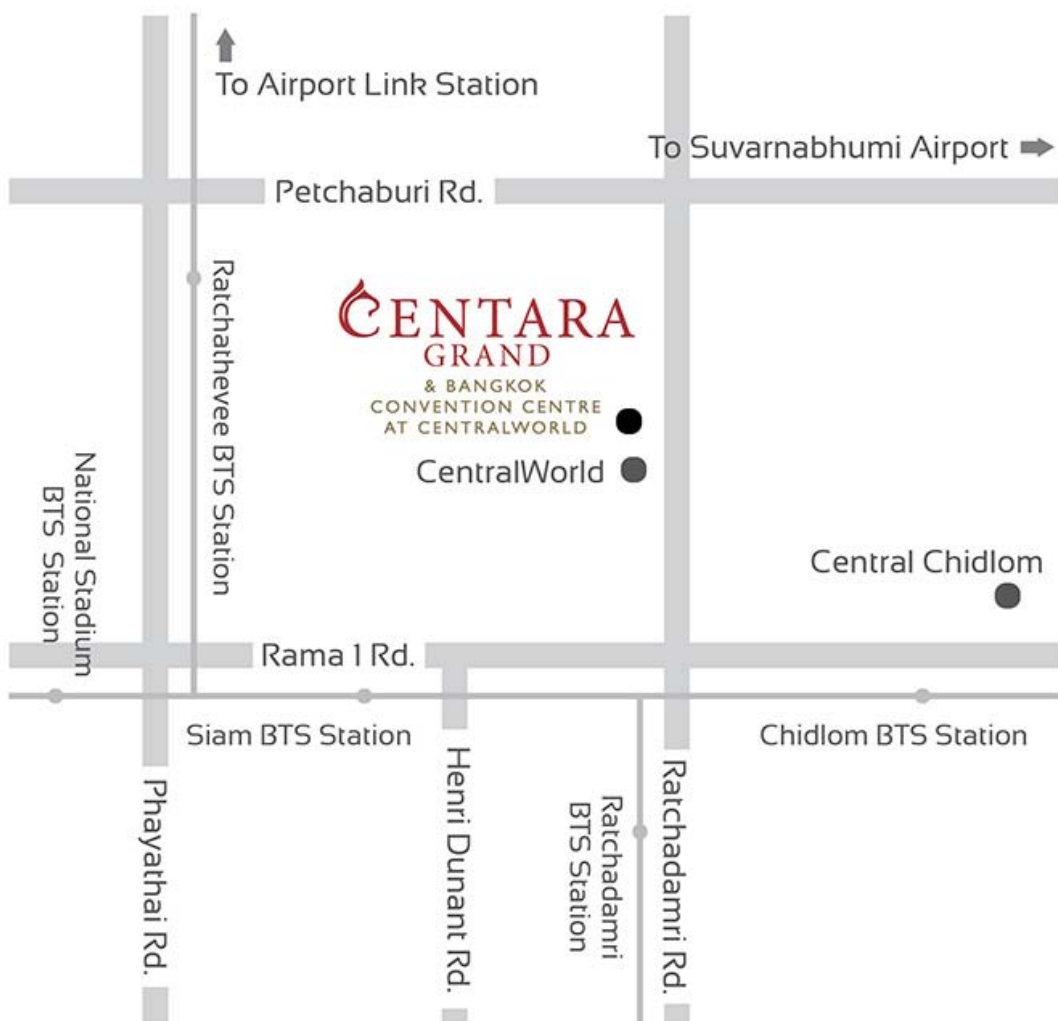 To Airport Link Station
To Suvarnabhumi Airport
Petchaburi Rd.
Ratchathevee BTS Station
CENTARA
GRAND
& BANGKOK
CONVENTION CENTRE
AT CENTRALWORLD
CentralWorld
National Stadium
BTS Station
Central Chidlom
Rama 1 Rd.
Siam BTS Station
Chidlom BTS Station
Phayathai Rd.
Henri Dunant Rd.
Ratchadamri
BTS Station
Ratchadamri Rd.